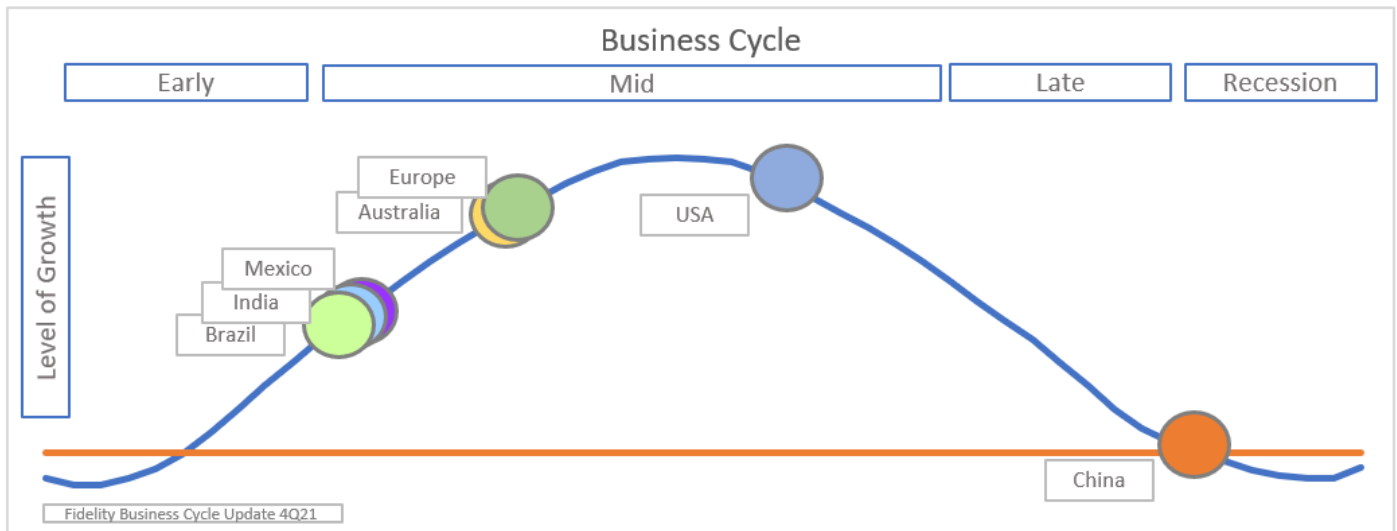 Business Cycle
Early
Mid
Late
Recession
Level of Growth
Europe
Australia
USA
Mexico
India
Brazil
China
Fidelity Business Cycle Update 4Q21